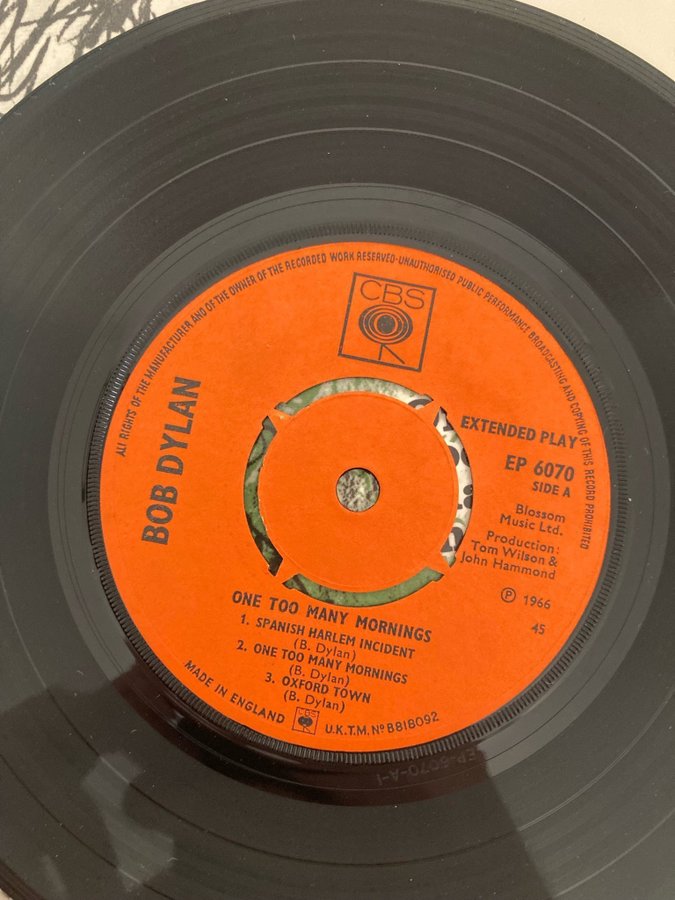 ALL RIGHTS OF THE MANUFACTURER AND OF THE OWNER OF THE RECORDED WORK RESERVED-UNAUTHORISED PUBLIC PERFORMANCE BROADCASTING AND COPYING OF THIS RECORD PROHIBITED
CBS
BOB DYLAN
EXTENDED PLAY
EP 6070
SIDE A
Blossom
Music Ltd.
Production:
Tom Wilson &
John Hammond
℗ 1966
45
ONE TOO MANY MORNINGS
1. SPANISH HARLEM INCIDENT
(B. Dylan)
2. ONE TOO MANY MORNINGS
(B. Dylan)
3. OXFORD TOWN
(B. Dylan)
MADE IN ENGLAND
CBS
U.K.T.M. Nº B818092
EP-6070-A-1